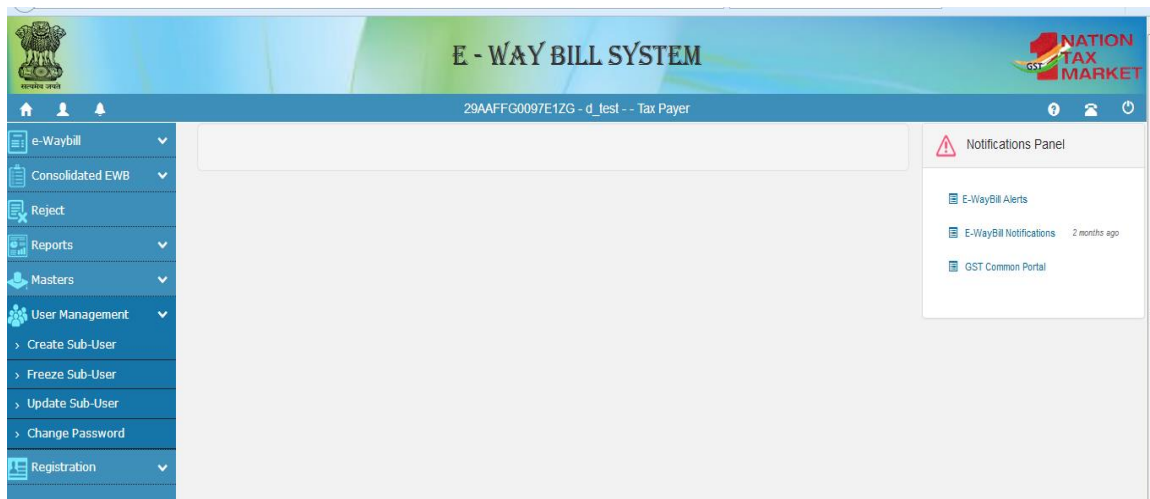 E - WAY BILL SYSTEM
सत्यमेव जयते
GST
NATION
TAX
MARKET
29AAFFG0097E1ZG - d_test - - Tax Payer
e-Waybill
Consolidated EWB
Reject
Reports
Masters
User Management
› Create Sub-User
› Freeze Sub-User
› Update Sub-User
› Change Password
Registration
Notifications Panel
E-WayBill Alerts
E-WayBill Notifications 2 months ago
GST Common Portal